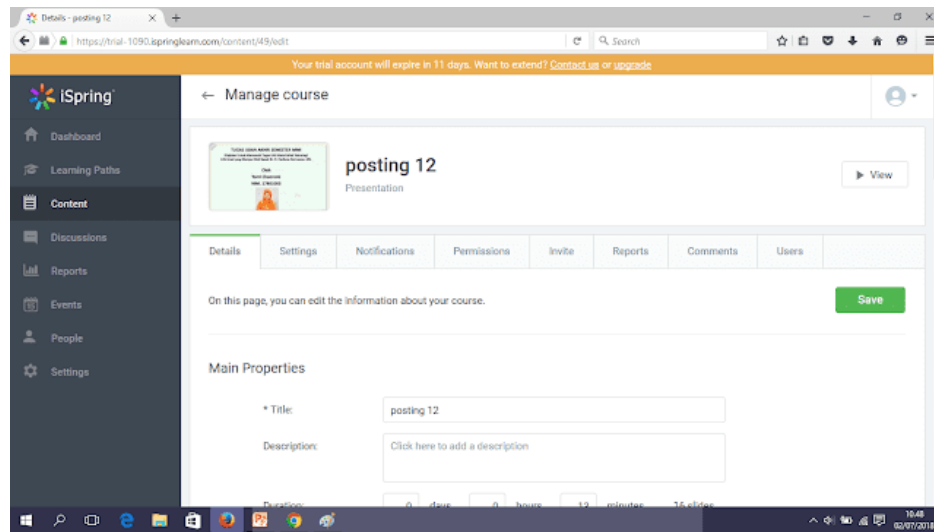 Details - posting 12
https://trial-1090.ispringlearn.com/content/49/edit
Search
Your trial account will expire in 11 days. Want to extend? Contact us or upgrade
iSpring
← Manage course
Dashboard
Learning Paths
Content
Discussions
Reports
Events
People
Settings
posting 12
Presentation
View
Details Settings Notifications Permissions Invite Reports Comments Users
On this page, you can edit the information about your course.
Save
Main Properties
* Title: posting 12
Description: Click here to add a description
Duration: 0 days 0 hours 12 minutes 16 slides
10.48
02/07/2018